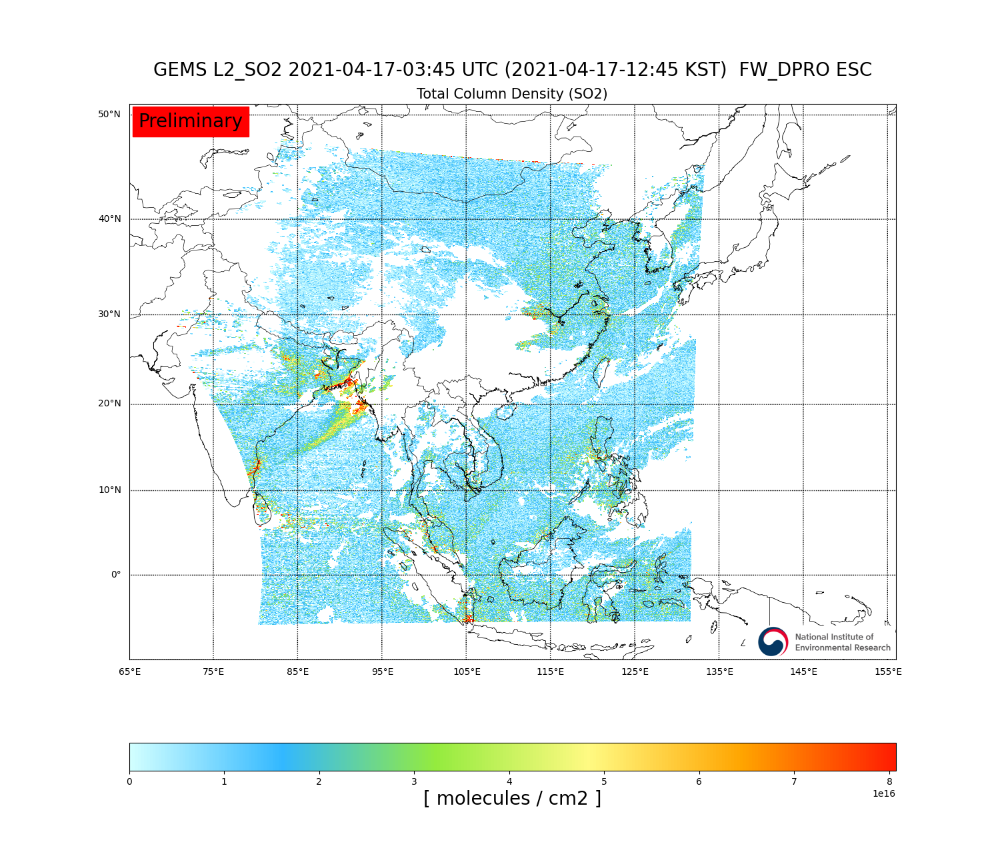 GEMS L2_SO2 2021-04-17-03:45 UTC (2021-04-17-12:45 KST)  FW_DPRO ESC
Total Column Density (SO2)
Preliminary
50°N
40°N
30°N
20°N
10°N
0°
National Institute of
Environmental Research
65°E 75°E 85°E 95°E 105°E 115°E 125°E 135°E 145°E 155°E
0 1 2 3 4 5 6 7 8
1e16
[ molecules / cm2 ]